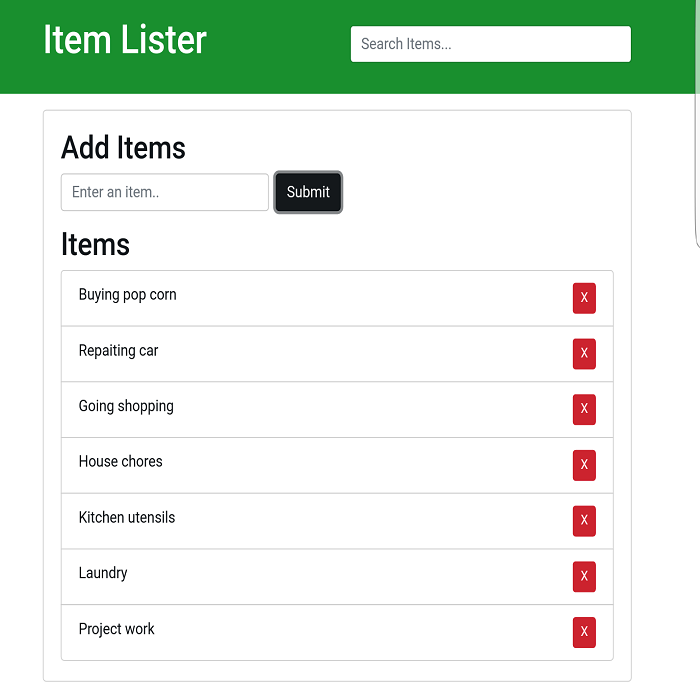 Item Lister
Search Items...
Add Items
Enter an item..
Submit
Items
Buying pop corn
X
Repaiting car
X
Going shopping
X
House chores
X
Kitchen utensils
X
Laundry
X
Project work
X